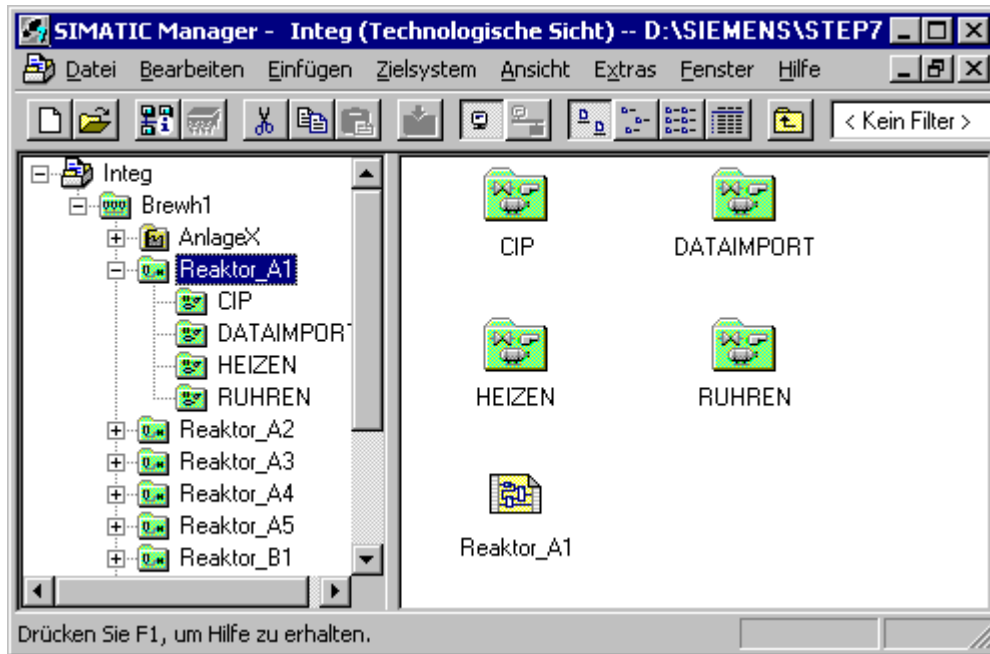 SIMATIC Manager - Integ (Technologische Sicht) -- D:\SIEMENS\STEP7
Datei Bearbeiten Einfügen Zielsystem Ansicht Extras Fenster Hilfe
< Kein Filter >
Integ
Brewh1
AnlageX
Reaktor_A1
CIP
DATAIMPORT
HEIZEN
RUHREN
Reaktor_A2
Reaktor_A3
Reaktor_A4
Reaktor_A5
Reaktor_B1
CIP
DATAIMPORT
HEIZEN
RUHREN
Reaktor_A1
Drücken Sie F1, um Hilfe zu erhalten.